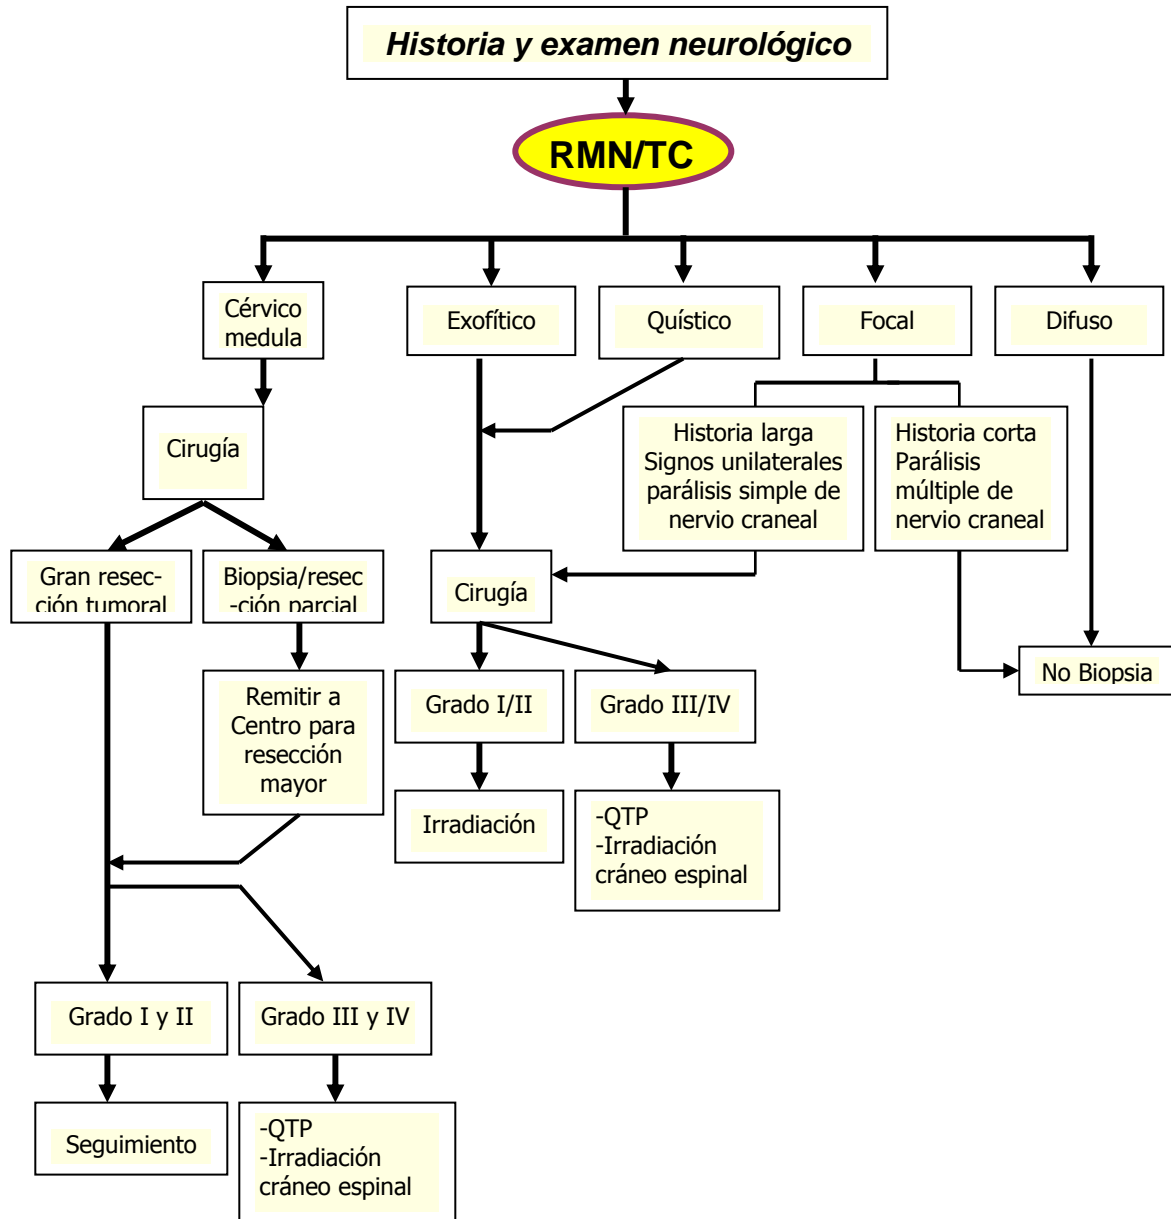 Historia y examen neurológico
RMN/TC
Cérvico
medula
Exofítico
Quístico
Focal
Difuso
Historia larga
Signos unilaterales
parálisis simple de
nervio craneal
Historia corta
Parálisis
múltiple de
nervio craneal
Cirugía
Gran resec-
ción tumoral
Biopsia/resec
-ción parcial
Cirugía
No Biopsia
Remitir a
Centro para
resección
mayor
Grado I/II
Grado III/IV
Irradiación
-QTP
-Irradiación
cráneo espinal
Grado I y II
Grado III y IV
Seguimiento
-QTP
-Irradiación
cráneo espinal